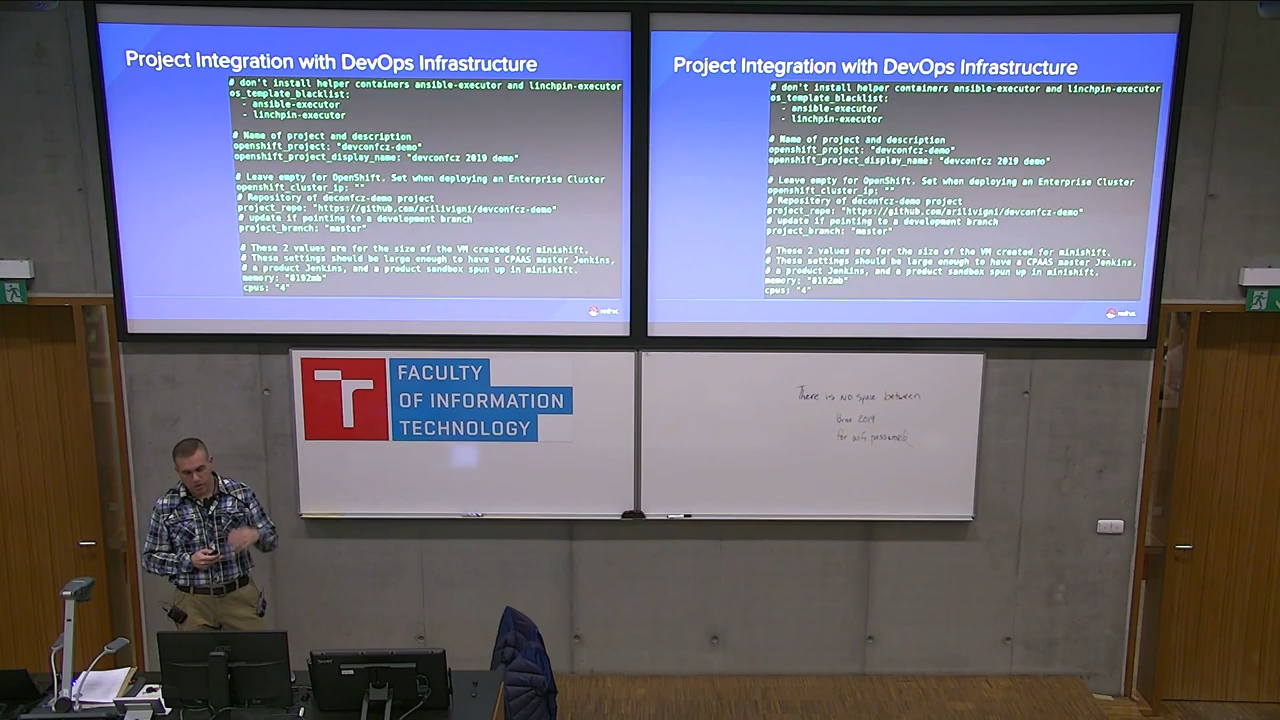 Project Integration with DevOps Infrastructure
# don't install helper containers ansible-executor and linchpin-executor
os_template_blacklist:
- ansible-executor
- linchpin-executor
# Name of project and description
openshift_project: "devconfcz-demo"
openshift_project_display_name: "devconfcz 2019 demo"
# Leave empty for OpenShift. Set when deploying an Enterprise Cluster
openshift_cluster_ip: ""
# Repository of deconfcz-demo project
project_repo: "https://github.com/arilivigni/devconfcz-demo"
# update if pointing to a development branch
project_branch: "master"
# These 2 values are for the size of the VM created for minishift.
# These settings should be large enough to have a CPAAS master Jenkins,
# a product Jenkins, and a product sandbox spun up in minishift.
memory: "8192mb"
cpus: "4"
redhat.
Project Integration with DevOps Infrastructure
# don't install helper containers ansible-executor and linchpin-executor
os_template_blacklist:
- ansible-executor
- linchpin-executor
# Name of project and description
openshift_project: "devconfcz-demo"
openshift_project_display_name: "devconfcz 2019 demo"
# Leave empty for OpenShift. Set when deploying an Enterprise Cluster
openshift_cluster_ip: ""
# Repository of deconfcz-demo project
project_repo: "https://github.com/arilivigni/devconfcz-demo"
# update if pointing to a development branch
project_branch: "master"
# These 2 values are for the size of the VM created for minishift.
# These settings should be large enough to have a CPAAS master Jenkins,
# a product Jenkins, and a product sandbox spun up in minishift.
memory: "8192mb"
cpus: "4"
redhat.
T
FACULTY
OF INFORMATION
TECHNOLOGY
There is no space between
Brno 2019
for wifi password